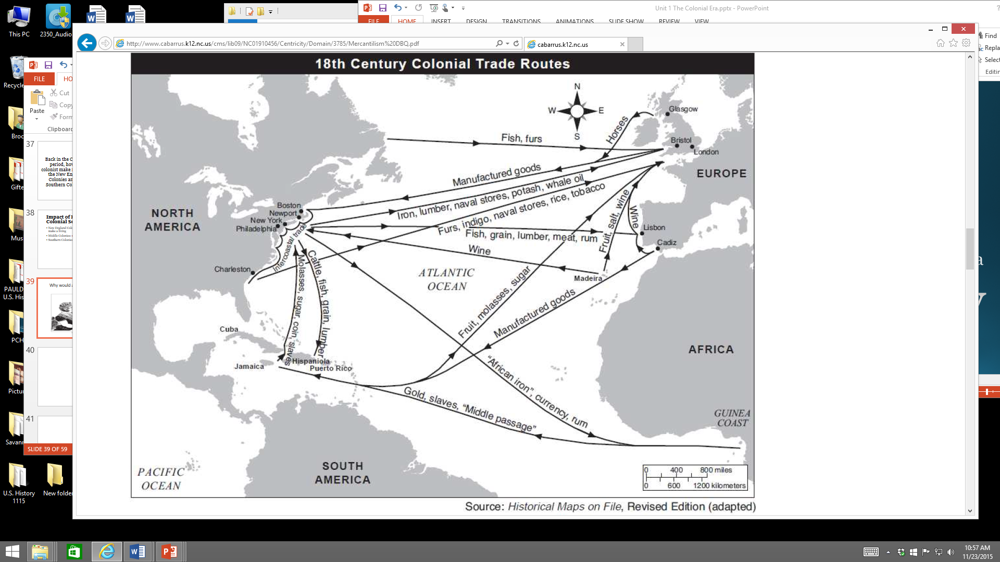 This PC
2350_Audio
Unit 1 The Colonial Era.pptx - PowerPoint
?
FILE
HOME
INSERT
DESIGN
TRANSITIONS
ANIMATIONS
SLIDE SHOW
REVIEW
VIEW
http://www.cabarrus.k12.nc.us/cms/lib09/NC01910456/Centricity/Domain/3785/Mercantilism%20DBQ.pdf
cabarrus.k12.nc.us
Find
Repla
Select
Editin
Recycle
FILE
HO
Cut
Copy
Form
Paste
Clipboard
Broc
37
Back in the C
period, how
colonist make
the New En
Colonies an
Southern Col
Gifte
38
Impact of
Colonial Se
New England Col
make a living
Middle Colonies:
Southern Colonie
Mus
39
Why would
PAULD
U.S. His
PCH
40
Pictur
41
Savann
SLIDE 39 OF 59
U.S. History
1115
New folder
18th Century Colonial Trade Routes
N
W
E
S
Glasgow
Horses
Fish, furs
Bristol
London
EUROPE
Manufactured goods
Iron, lumber, naval stores, potash, whale oil
Furs, indigo, naval stores, rice, tobacco
Boston
Newport
New York
Philadelphia
NORTH
AMERICA
Intercoastal trade
Fish, grain, lumber, meat, rum
Fruit, salt, wine
Wine
Lisbon
Cadiz
Wine
Charleston
Molasses, sugar, coin, slaves
Cattle, fish, grain, lumber
ATLANTIC
OCEAN
Madeira
Fruit, molasses, sugar
Manufactured goods
Cuba
Jamaica
Hispaniola
Puerto Rico
AFRICA
"African iron", currency, rum
Gold, slaves, "Middle passage"
GUINEA
COAST
SOUTH
AMERICA
PACIFIC
OCEAN
0 400 800 miles
0 600 1200 kilometers
Source: Historical Maps on File, Revised Edition (adapted)
a
y
10:57 AM
11/23/2015